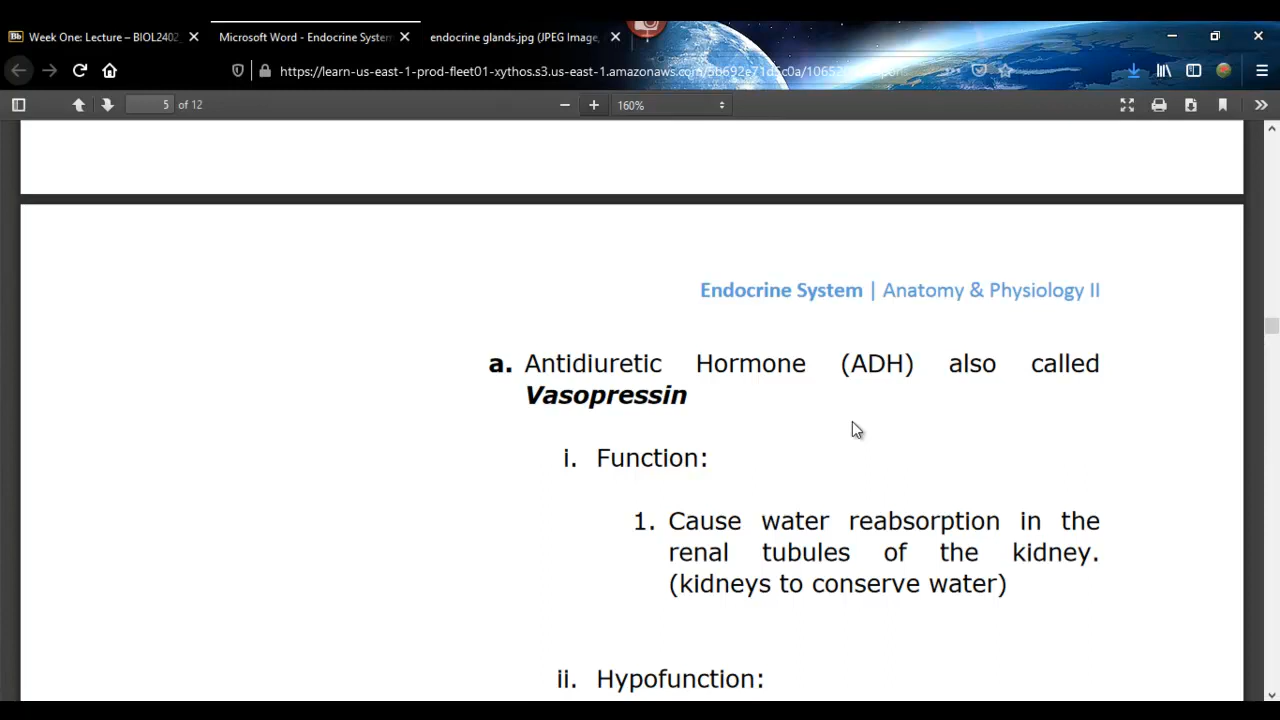 Week One: Lecture – BIOL2402
Microsoft Word - Endocrine System
endocrine glands.jpg (JPEG Image,
https://learn-us-east-1-prod-fleet01-xythos.s3.us-east-1.amazonaws.com/
5 of 12
160%
Endocrine System | Anatomy & Physiology II
a. Antidiuretic Hormone (ADH) also called
Vasopressin
i. Function:
1. Cause water reabsorption in the
renal tubules of the kidney.
(kidneys to conserve water)
ii. Hypofunction: